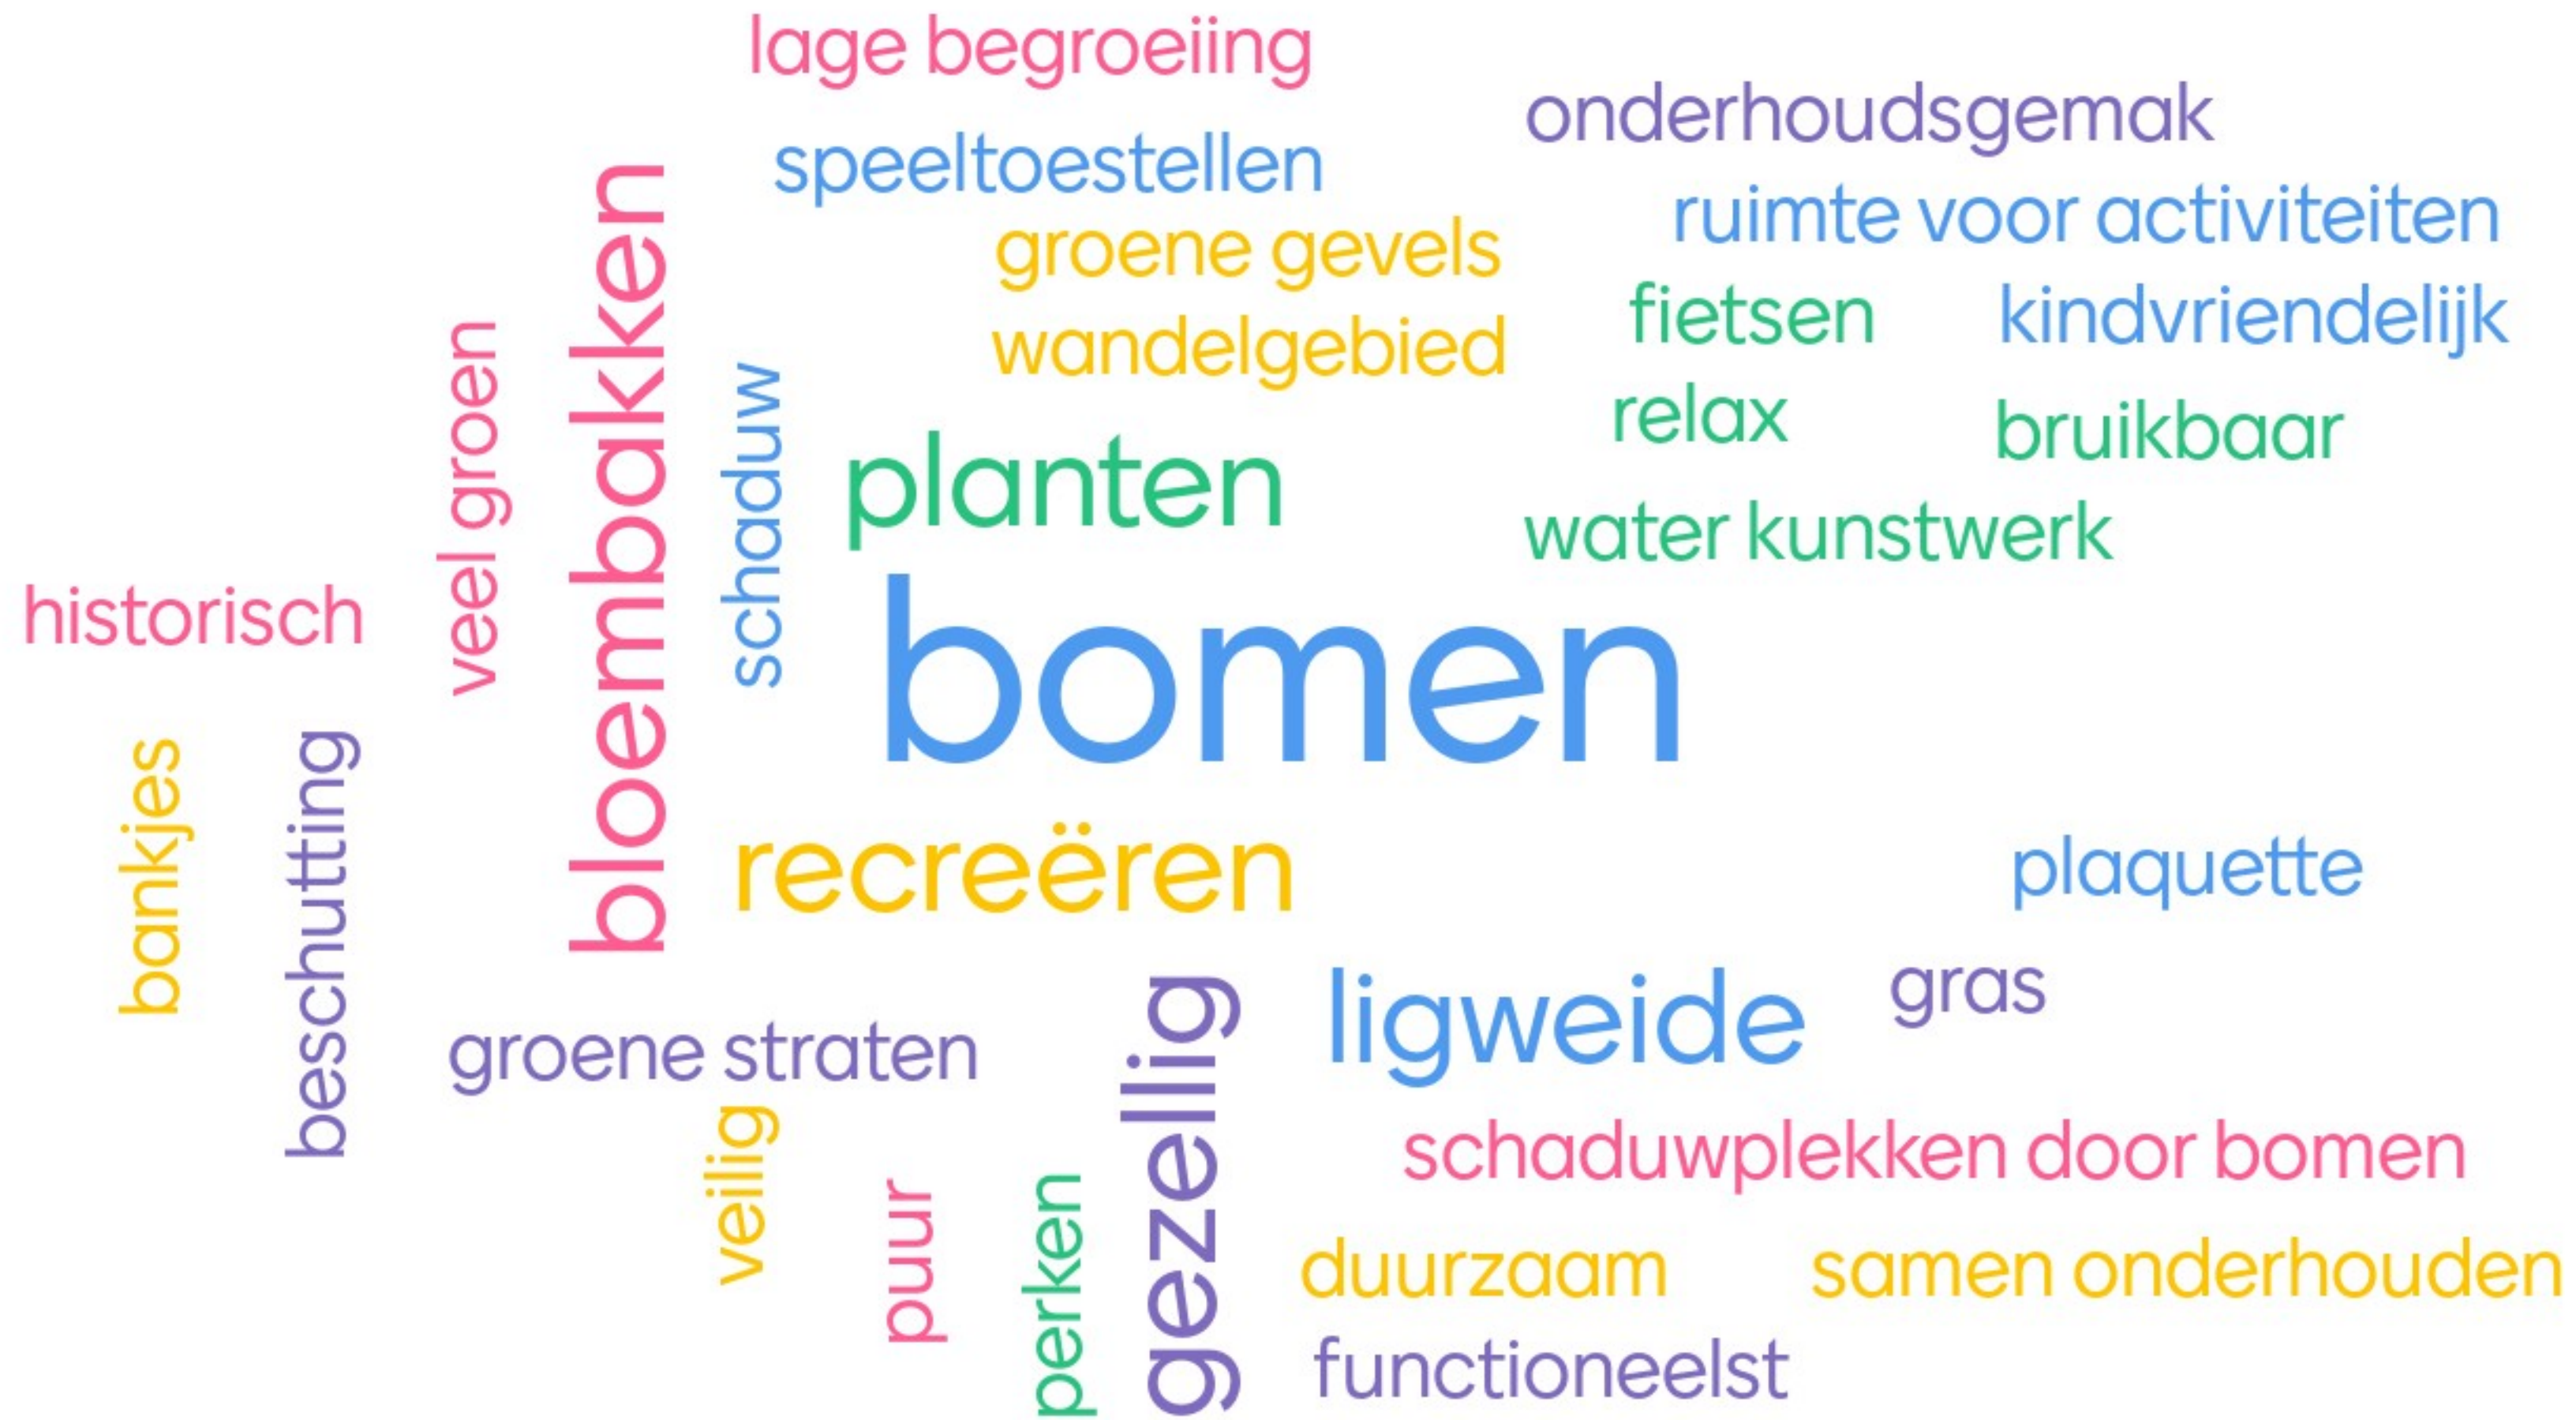 lage begroeiing
onderhoudsgemak
speeltoestellen
ruimte voor activiteiten
groene gevels
fietsen
kindvriendelijk
wandelgebied
relax
bruikbaar
veel groen
bloembakken
schaduw
planten
water kunstwerk
historisch
bomen
bankjes
beschutting
recreëren
plaquette
gras
ligweide
groene straten
gezellig
veilig
schaduwplekken door bomen
puur
perken
duurzaam
samen onderhouden
functioneelst